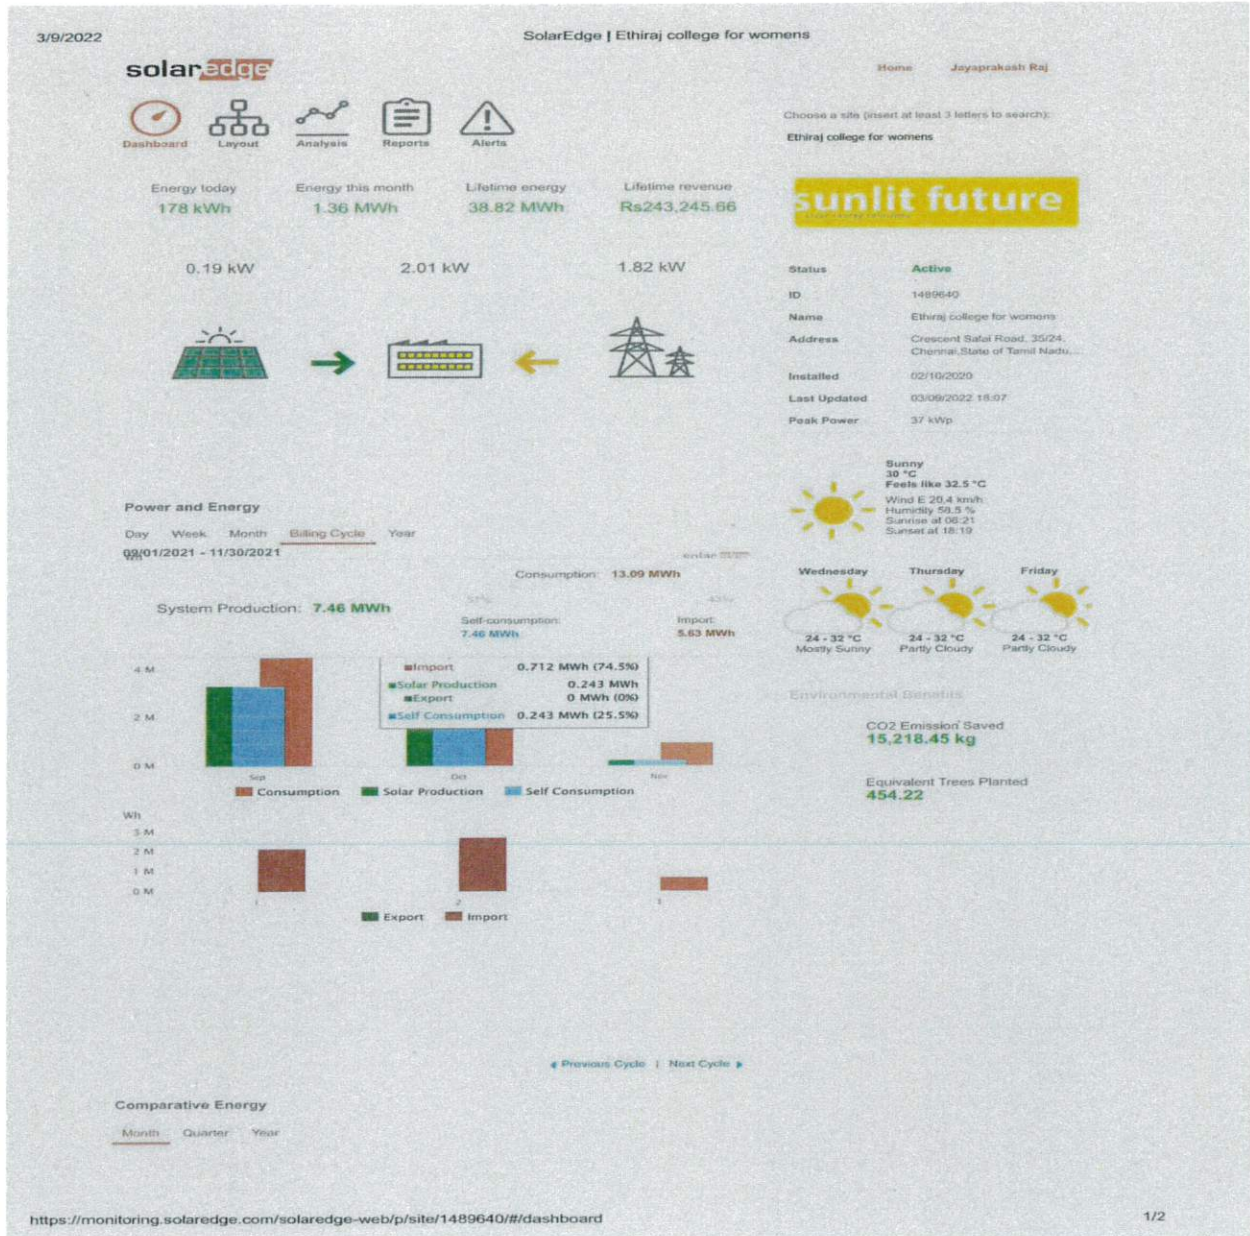 3/9/2022
SolarEdge | Ethiraj college for womens
solaredge
Home Jayaprakash Raj
Dashboard Layout Analysis Reports Alerts
Choose a site (insert at least 3 letters to search):
Ethiraj college for womens
Energy today Energy this month Lifetime energy Lifetime revenue
178 kWh 1.36 MWh 38.82 MWh Rs243,245.66
sunlit future
0.19 kW 2.01 kW 1.82 kW
Status Active
ID 1489640
Name Ethiraj college for womens
Address Crescent Salai Road, 35/24,
Chennai,State of Tamil Nadu,...
Installed 02/10/2020
Last Updated 03/09/2022 18:07
Peak Power 37 kWp
Sunny
30 °C
Feels like 32.5 °C
Wind E 20.4 km/h
Humidity 58.5 %
Sunrise at 06:21
Sunset at 18:19
Wednesday Thursday Friday
24 - 32 °C 24 - 32 °C 24 - 32 °C
Mostly Sunny Partly Cloudy Partly Cloudy
Environmental Benefits
CO2 Emission Saved
15,218.45 kg
Equivalent Trees Planted
454.22
Power and Energy
Day Week Month Billing Cycle Year
09/01/2021 - 11/30/2021
Wh
Consumption: 13.09 MWh
System Production: 7.46 MWh
57% 43%
Self-consumption: Import:
7.46 MWh 5.63 MWh
4 M
2 M
0 M
Import 0.712 MWh (74.5%)
Solar Production 0.243 MWh
Export 0 MWh (0%)
Self Consumption 0.243 MWh (25.5%)
Sep Oct Nov
Consumption Solar Production Self Consumption
Wh
3 M
2 M
1 M
0 M
1 2 3
Export Import
Previous Cycle | Next Cycle
Comparative Energy
Month Quarter Year
https://monitoring.solaredge.com/solaredge-web/p/site/1489640/#/dashboard
1/2